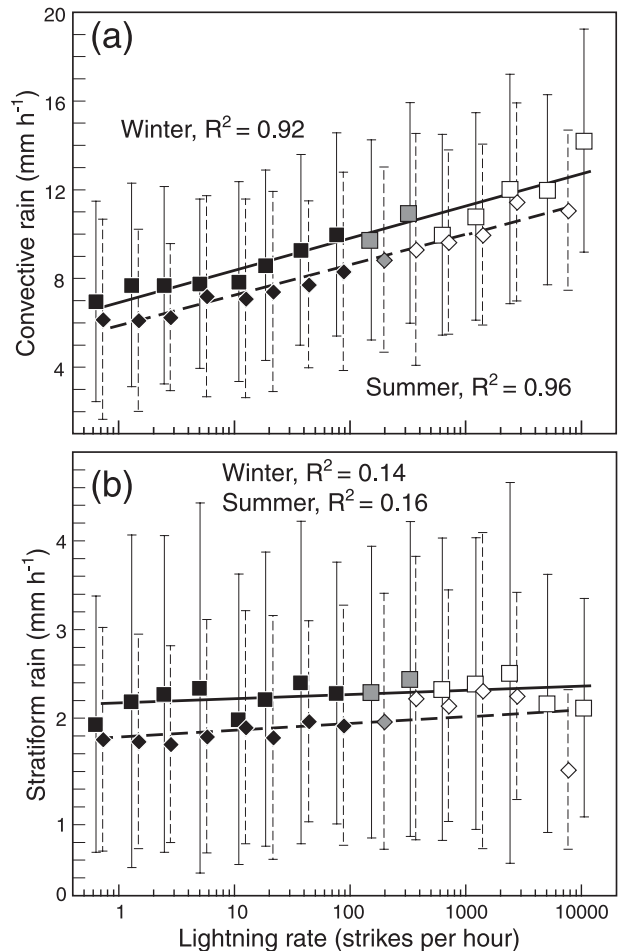 (a)
20
16
12
8
4
Convective rain (mm h⁻¹)
Winter, R² = 0.92
Summer, R² = 0.96
(b)
Winter, R² = 0.14
Summer, R² = 0.16
4
3
2
1
0
Stratiform rain (mm h⁻¹)
1 10 100 1000 10000
Lightning rate (strikes per hour)